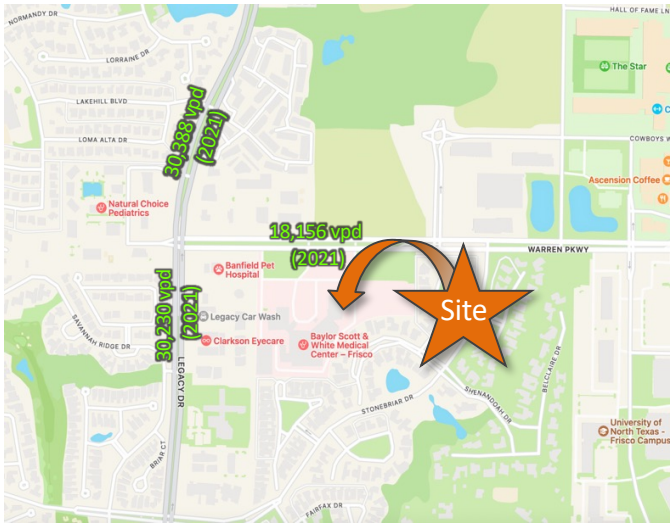 NORMANDY DR
HALL OF FAME LN
LORRAINE DR
The Star
LAKEHILL BLVD
30,388 vpd
(2021)
LOMA ALTA DR
COWBOYS W
Ascension Coffee
Natural Choice
Pediatrics
18,156 vpd
(2021)
WARREN PKWY
Banfield Pet
Hospital
30,230 vpd
(2021)
Site
Legacy Car Wash
SAVANNAH RIDGE DR
Clarkson Eyecare
Baylor Scott &
White Medical
Center – Frisco
LEGACY DR
BELCLAIRE DR
SHENANDOAH DR
STONEBRIAR DR
University of
North Texas -
Frisco Campus
BRIAR CT
FAIRFAX DR